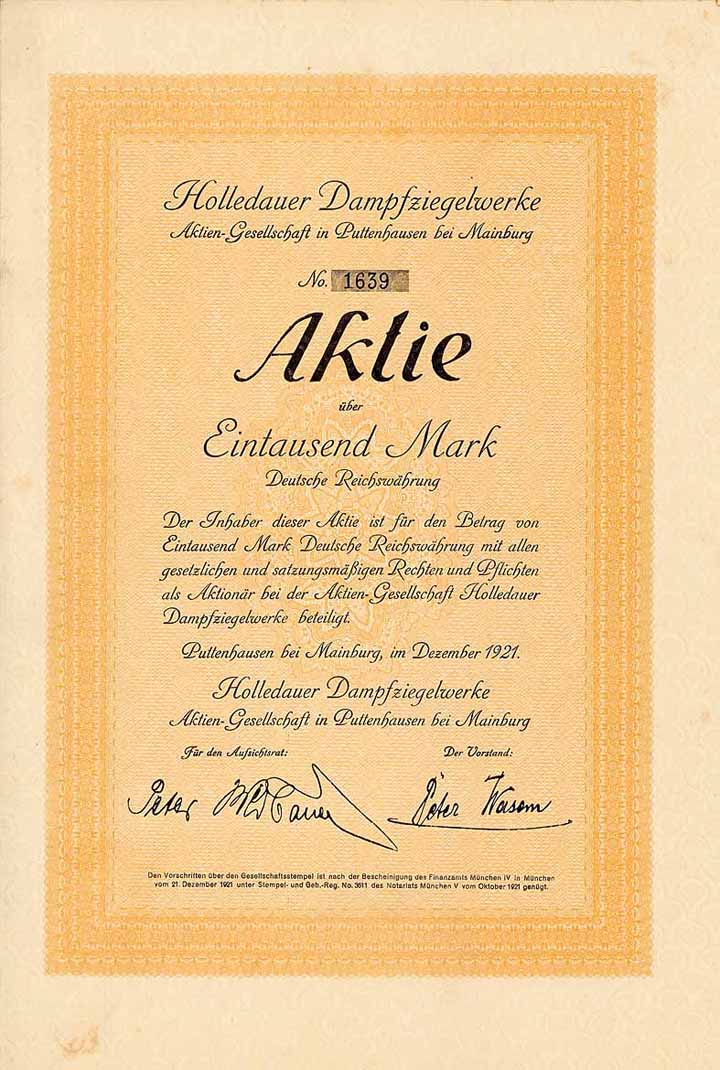 Holledauer Dampfziegelwerke
Aktien-Gesellschaft in Puttenhausen bei Mainburg
No. 1639
Aktie
über
Eintausend Mark
Deutsche Reichswährung
Der Inhaber dieser Aktie ist für den Betrag von
Eintausend Mark Deutsche Reichswährung mit allen
gesetzlichen und satzungsmäßigen Rechten und Pflichten
als Aktionär bei der Aktien-Gesellschaft Holledauer
Dampfziegelwerke beteiligt.
Puttenhausen bei Mainburg, im Dezember 1921.
Holledauer Dampfziegelwerke
Aktien-Gesellschaft in Puttenhausen bei Mainburg
Für den Aufsichtsrat: Der Vorstand:
Peter Peter Wasem
Den Vorschriften über den Gesellschaftsstempel ist nach der Bescheinigung des Finanzamts München IV in München
vom 21. Dezember 1921 unter Stempel- und Geb.-Reg. No. 3611 des Notariats München V vom Oktober 1921 genügt.